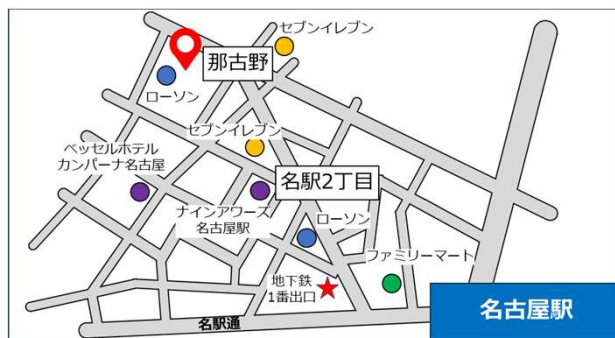 セブンイレブン
那古野
ローソン
セブンイレブン
ベッセルホテル
カンパーナ名古屋
名駅2丁目
ナインアワーズ
名古屋駅
ローソン
ファミリーマート
地下鉄
1番出口
名古屋駅
名駅通